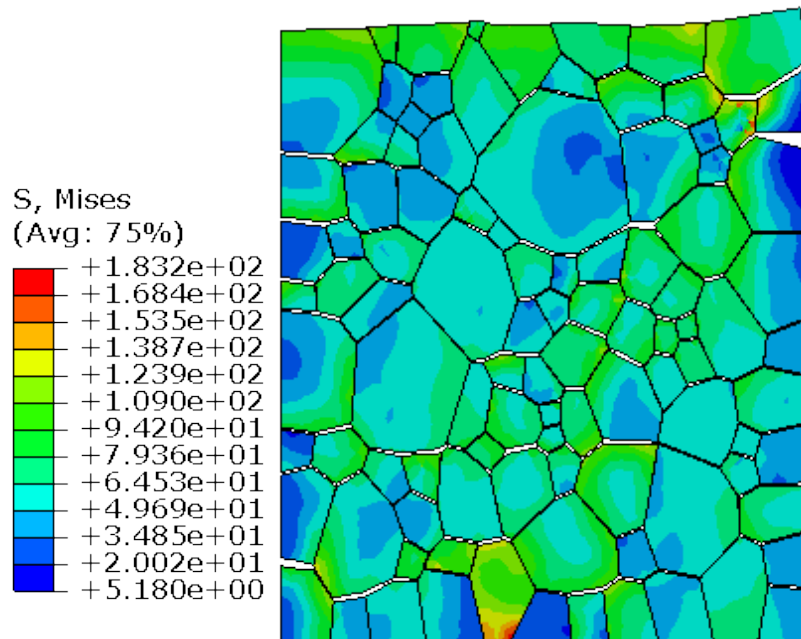 S, Mises
(Avg: 75%)
+1.832e+02
+1.684e+02
+1.535e+02
+1.387e+02
+1.239e+02
+1.090e+02
+9.420e+01
+7.936e+01
+6.453e+01
+4.969e+01
+3.485e+01
+2.002e+01
+5.180e+00